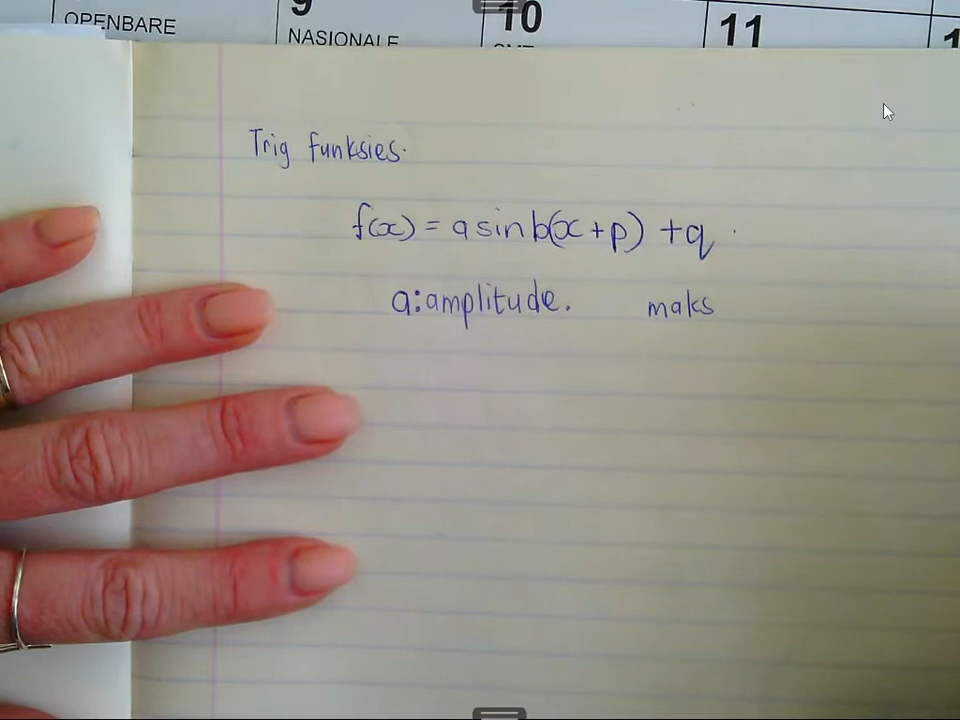 9 10 11
OPENBARE NASIONALE
Trig funksies.
f(x) = a sin b(x + p) + q .
a: amplitude. maks